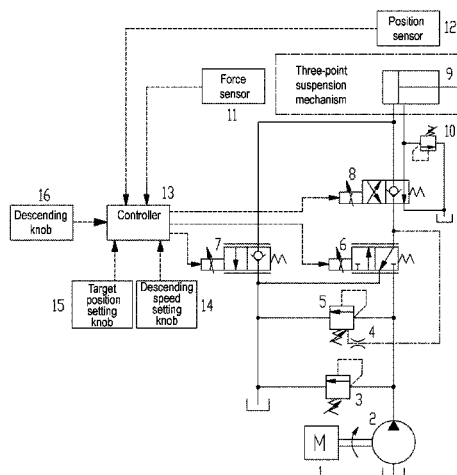 Position
sensor
12
Three-point
suspension
mechanism
9
Force
sensor
11
10
8
16
13
Descending
knob
Controller
7
6
15
Target
position
setting
knob
Descending
speed
setting
knob
14
5
4
3
2
M
1